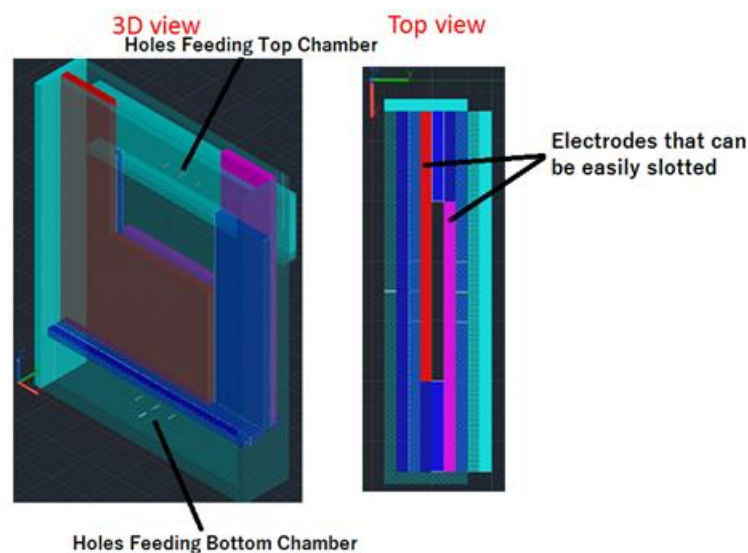 3D view
Top view
Holes Feeding Top Chamber
Electrodes that can
be easily slotted
Holes Feeding Bottom Chamber